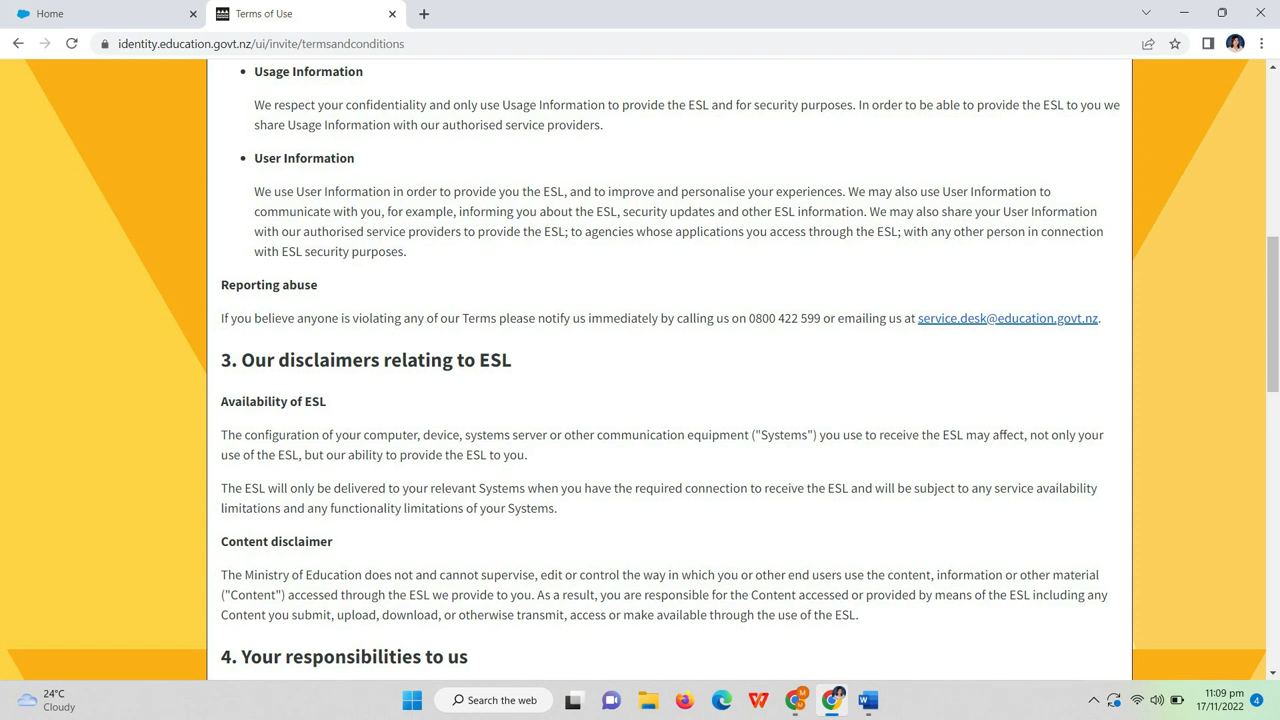 Home
Terms of Use
identity.education.govt.nz/ui/invite/termsandconditions
Usage Information
We respect your confidentiality and only use Usage Information to provide the ESL and for security purposes. In order to be able to provide the ESL to you we
share Usage Information with our authorised service providers.
User Information
We use User Information in order to provide you the ESL, and to improve and personalise your experiences. We may also use User Information to
communicate with you, for example, informing you about the ESL, security updates and other ESL information. We may also share your User Information
with our authorised service providers to provide the ESL; to agencies whose applications you access through the ESL; with any other person in connection
with ESL security purposes.
Reporting abuse
If you believe anyone is violating any of our Terms please notify us immediately by calling us on 0800 422 599 or emailing us at service.desk@education.govt.nz.
3. Our disclaimers relating to ESL
Availability of ESL
The configuration of your computer, device, systems server or other communication equipment ("Systems") you use to receive the ESL may affect, not only your
use of the ESL, but our ability to provide the ESL to you.
The ESL will only be delivered to your relevant Systems when you have the required connection to receive the ESL and will be subject to any service availability
limitations and any functionality limitations of your Systems.
Content disclaimer
The Ministry of Education does not and cannot supervise, edit or control the way in which you or other end users use the content, information or other material
("Content") accessed through the ESL we provide to you. As a result, you are responsible for the Content accessed or provided by means of the ESL including any
Content you submit, upload, download, or otherwise transmit, access or make available through the use of the ESL.
4. Your responsibilities to us
24°C
Cloudy
Search the web
11:09 pm
17/11/2022
4